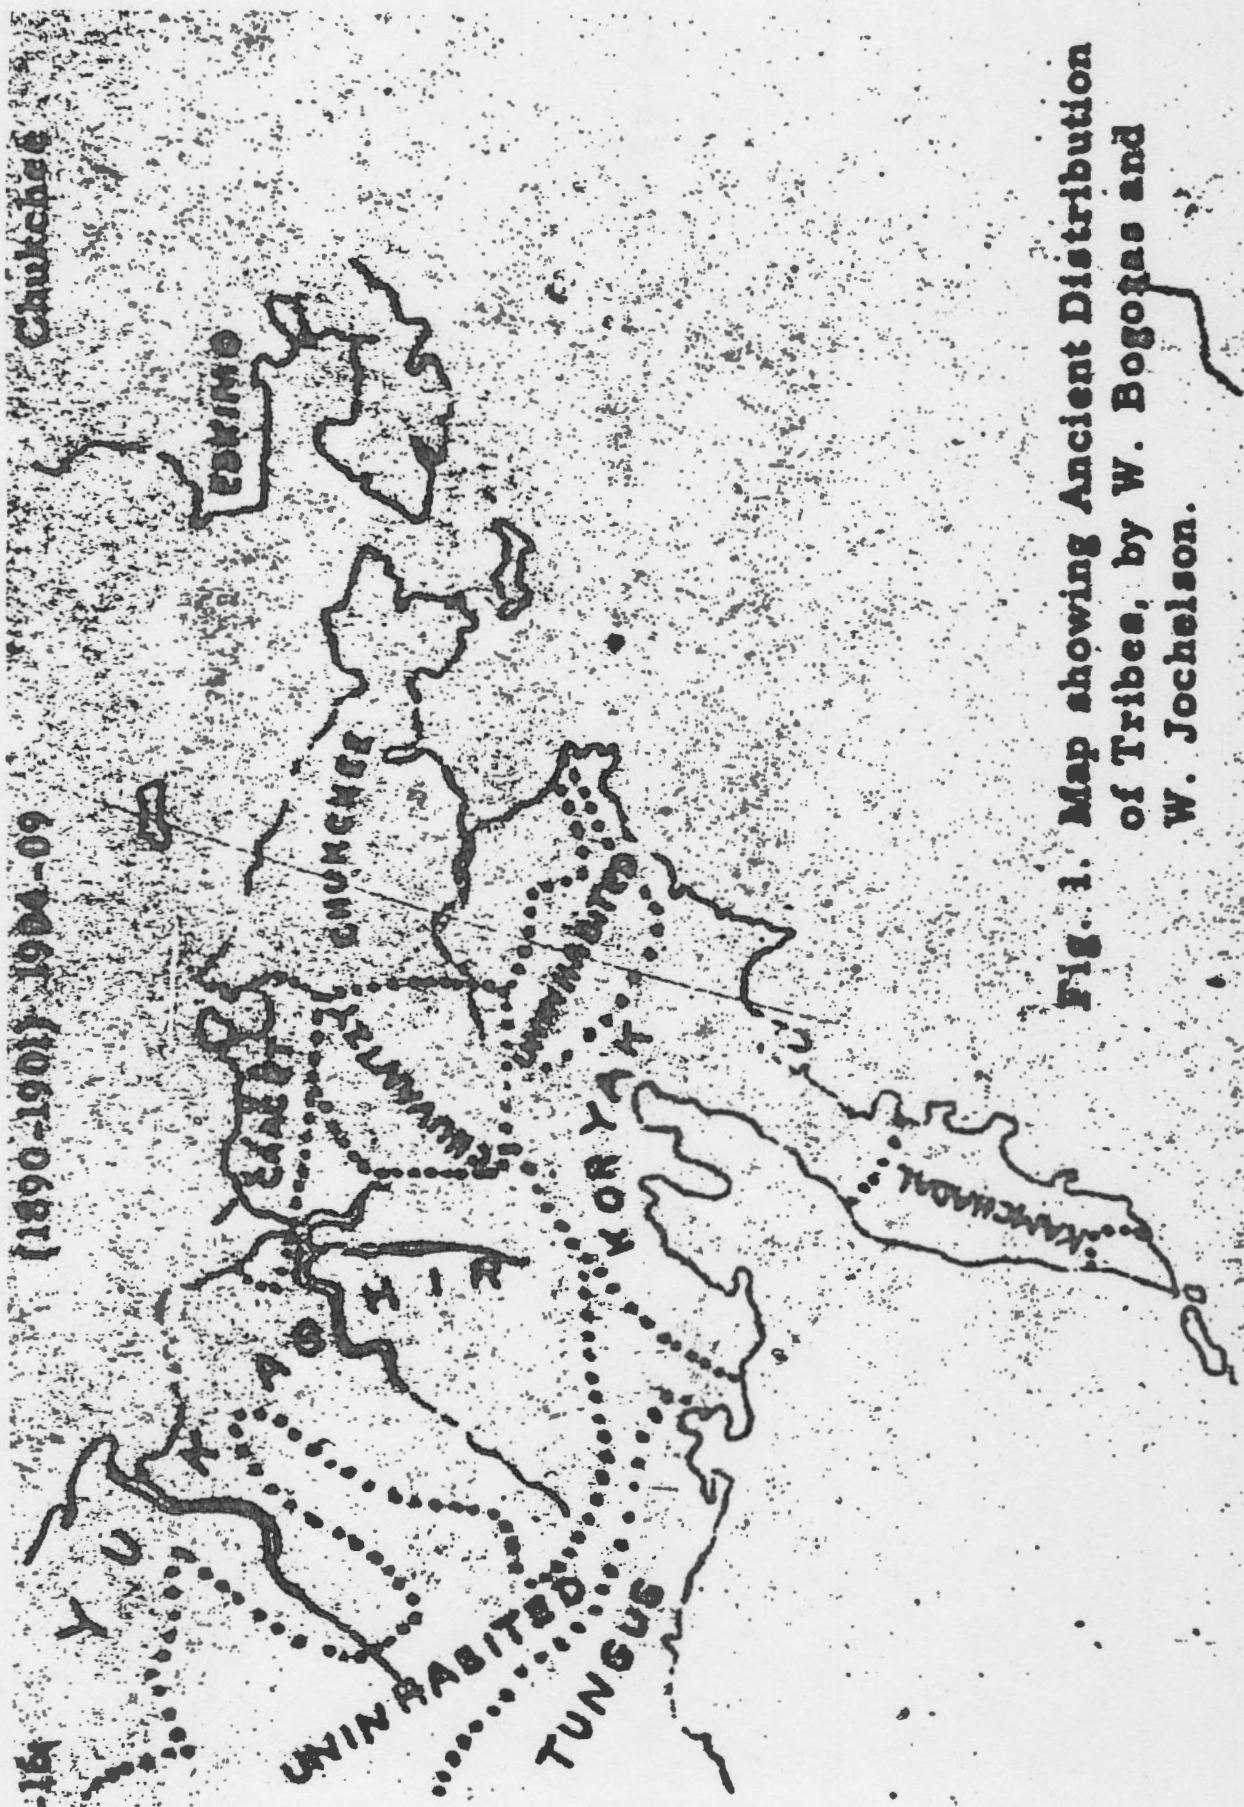 -16-
(1890-1901) 1904-09
Chukchee
ESKIMO
CHUKCHEE
YUKAGHIR
UNINHABITED
UNINHABITED
KORYAK
TUNGUS
KAMCHADAL
Fig. 1. Map showing Ancient Distribution
of Tribes, by W. Bogoras and
W. Jochelson.